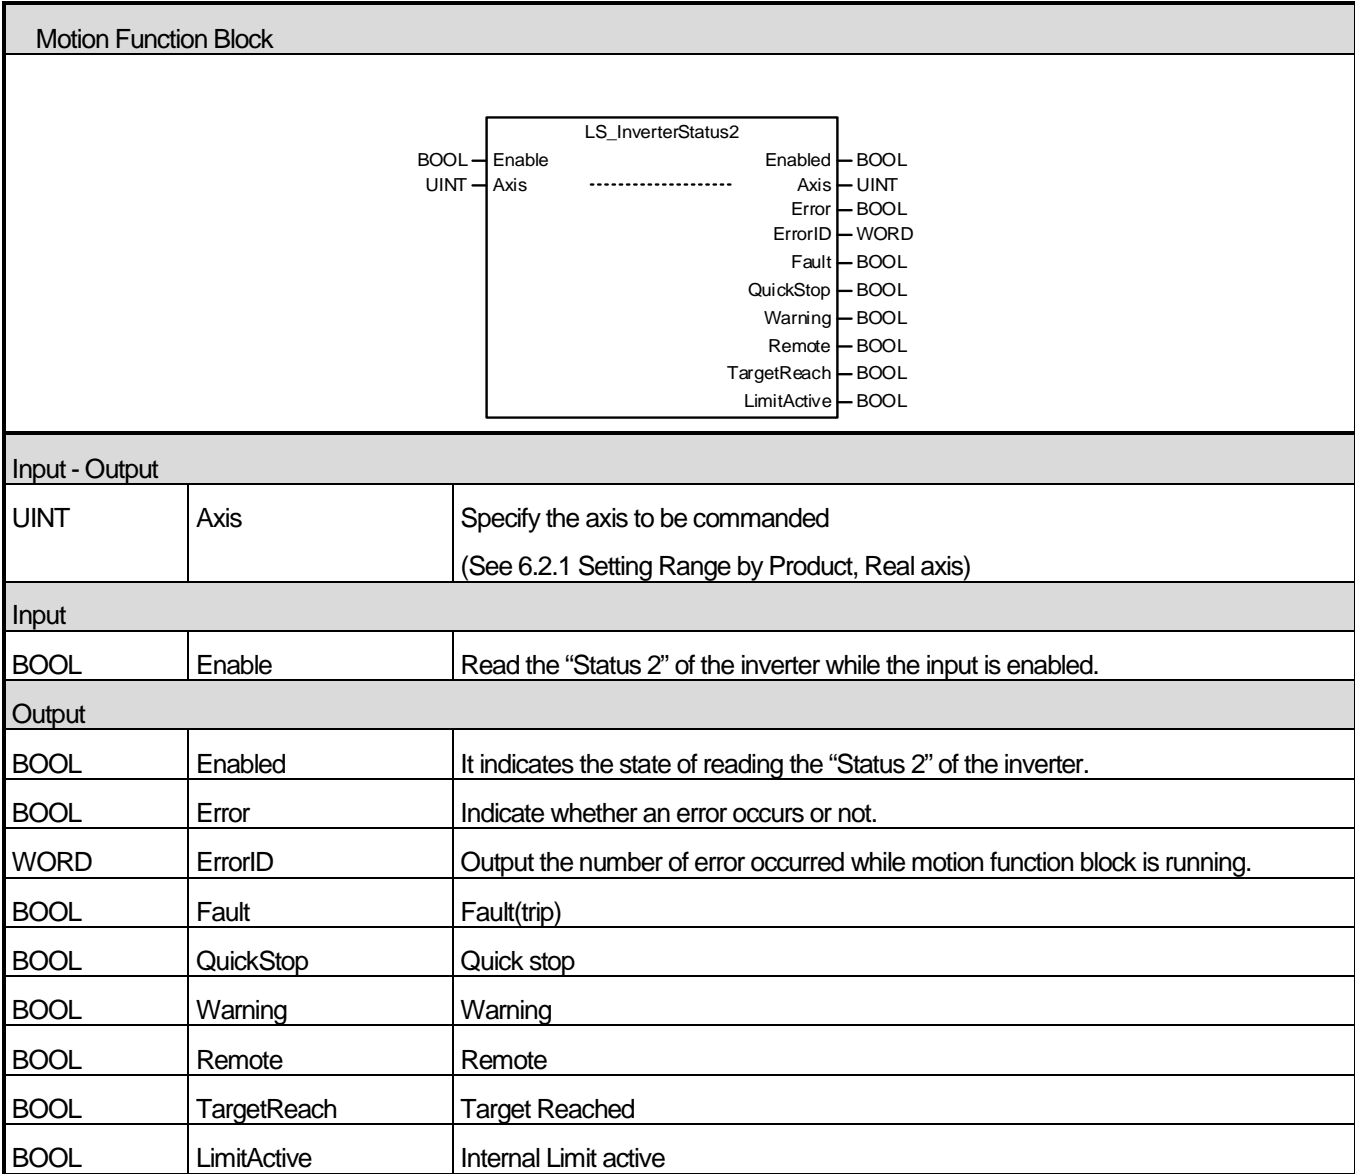 Motion Function Block
LS_InverterStatus2
BOOL Enable Enabled BOOL
UINT Axis Axis UINT
Error BOOL
ErrorID WORD
Fault BOOL
QuickStop BOOL
Warning BOOL
Remote BOOL
TargetReach BOOL
LimitActive BOOL
Input - Output
UINT Axis Specify the axis to be commanded
(See 6.2.1 Setting Range by Product, Real axis)
Input
BOOL Enable Read the “Status 2” of the inverter while the input is enabled.
Output
BOOL Enabled It indicates the state of reading the “Status 2” of the inverter.
BOOL Error Indicate whether an error occurs or not.
WORD ErrorID Output the number of error occurred while motion function block is running.
BOOL Fault Fault(trip)
BOOL QuickStop Quick stop
BOOL Warning Warning
BOOL Remote Remote
BOOL TargetReach Target Reached
BOOL LimitActive Internal Limit active